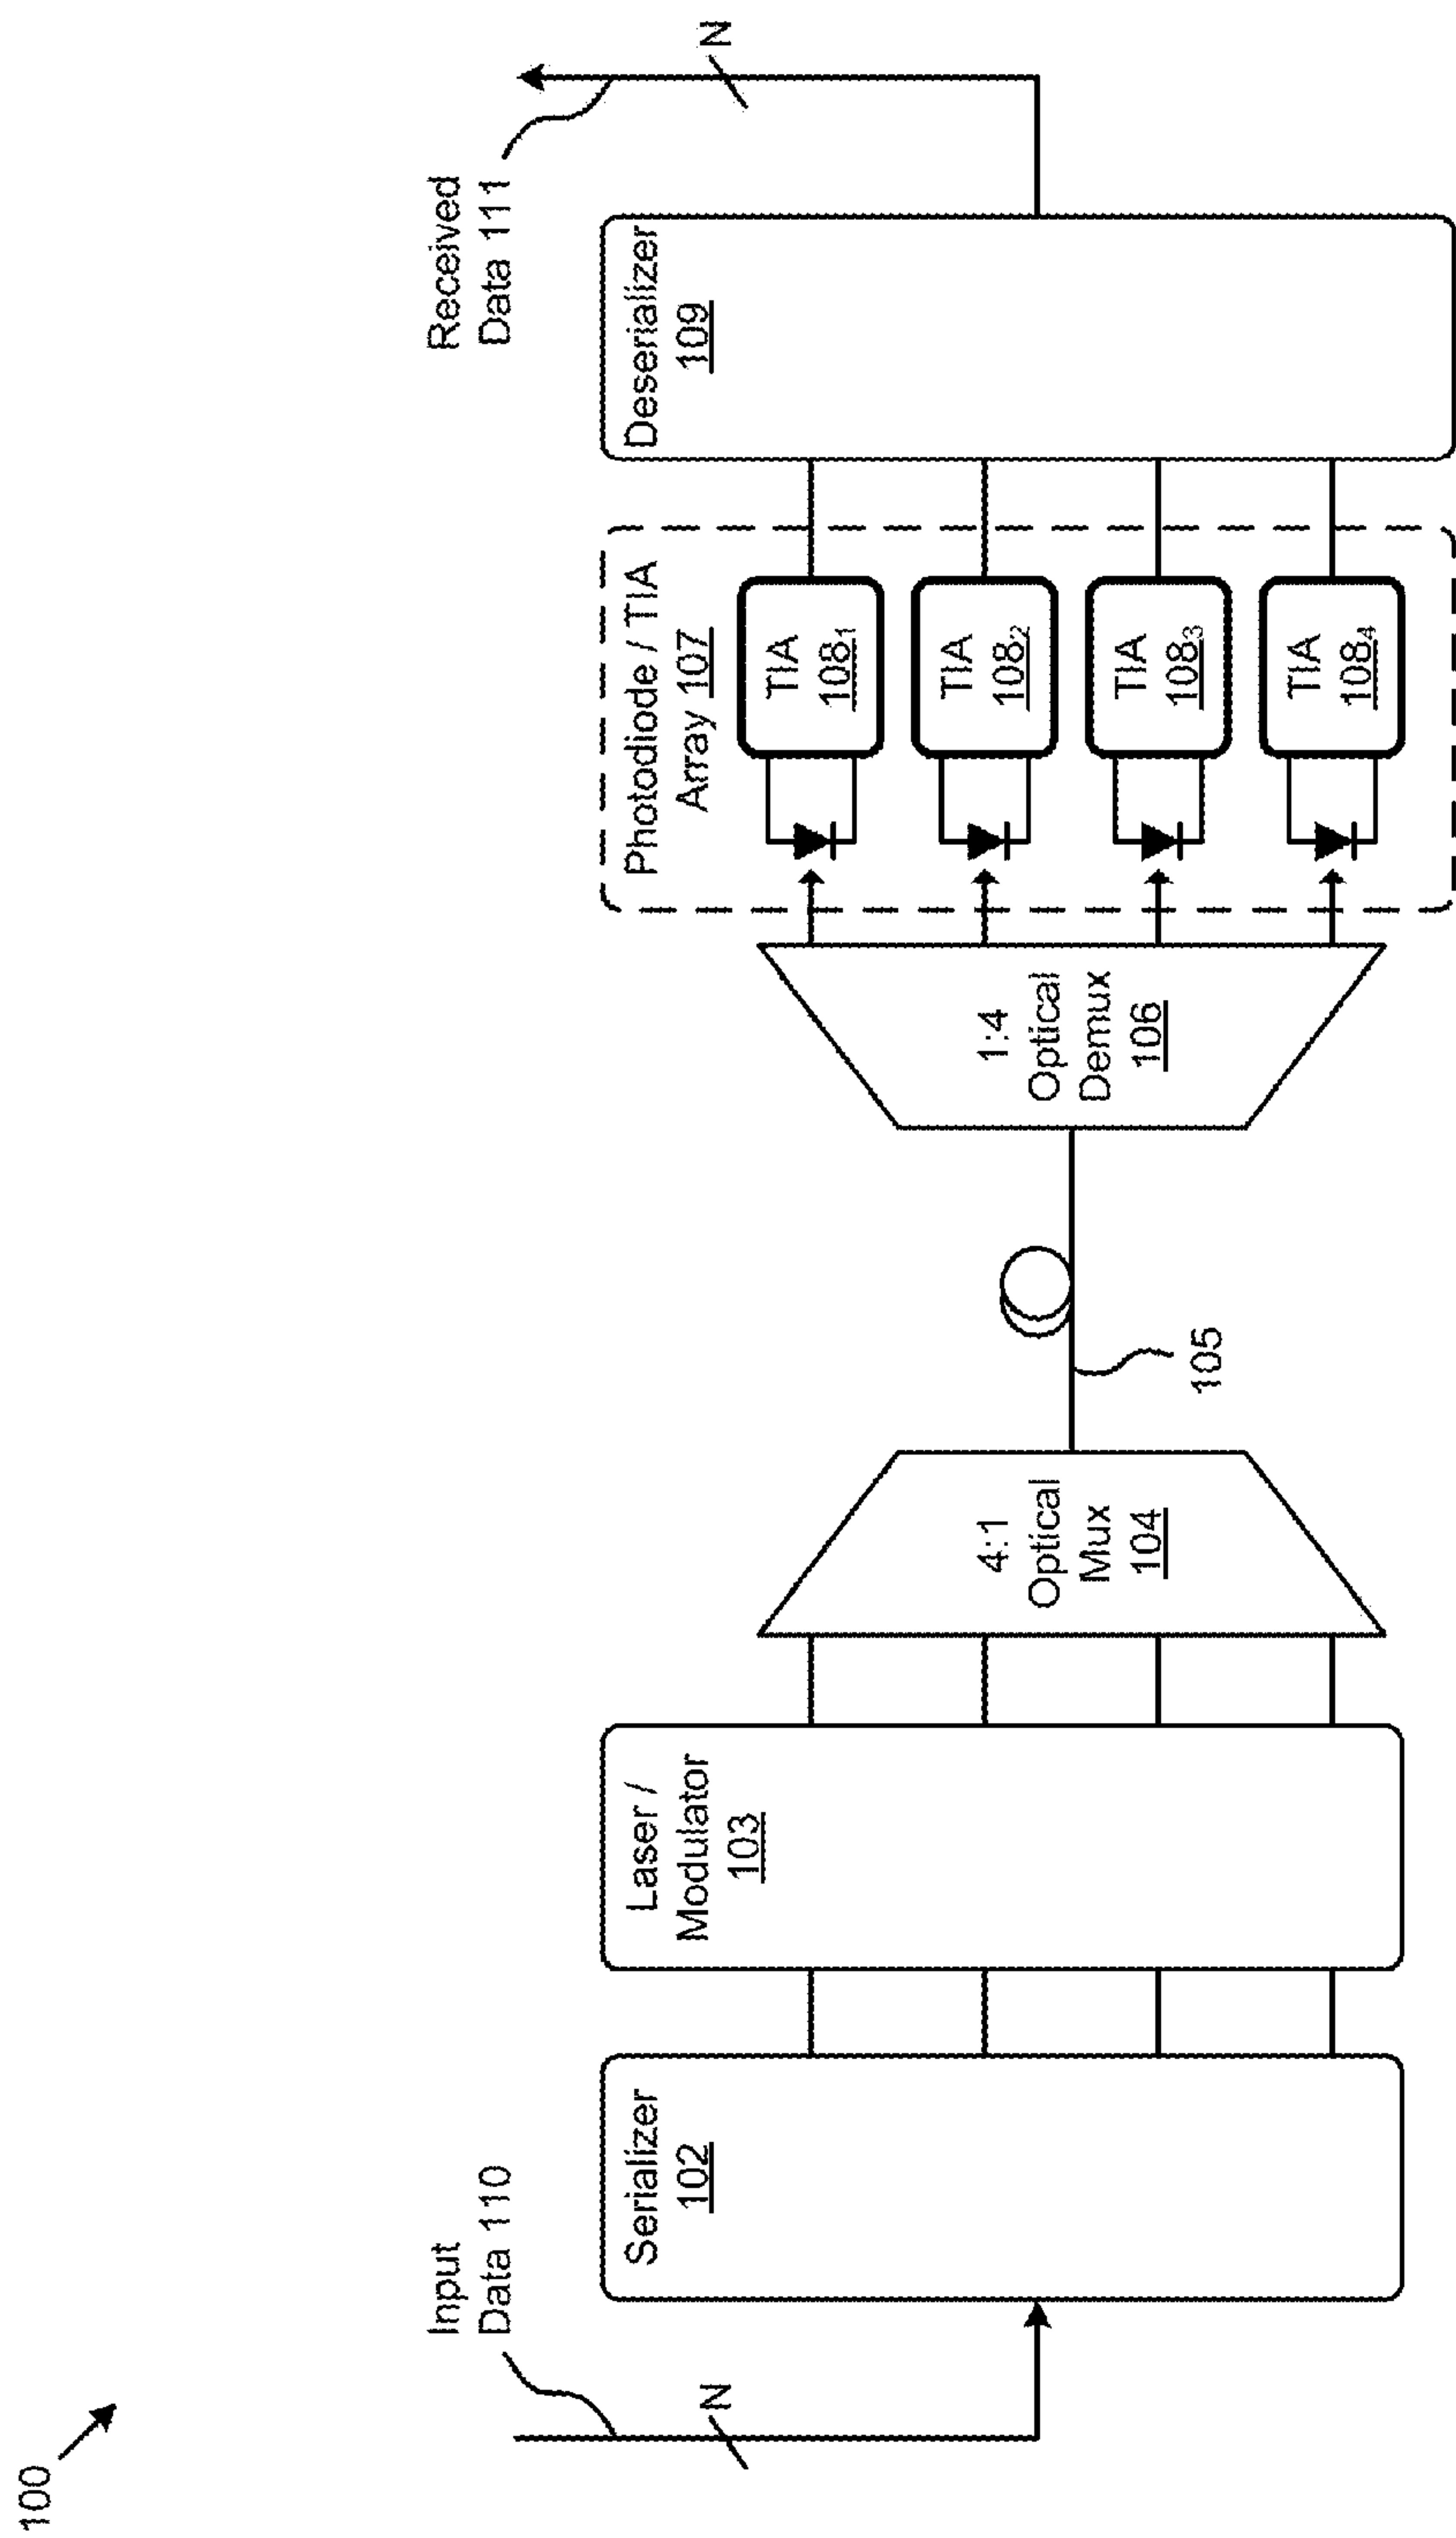 100
Input
Data 110
N
Serializer
102
Laser /
Modulator
103
4:1
Optical
Mux
104
105
1:4
Optical
Demux
106
Photodiode / TIA
Array 107
TIA
108₁
TIA
108₂
TIA
108₃
TIA
108₄
Deserializer
109
Received
Data 111
N